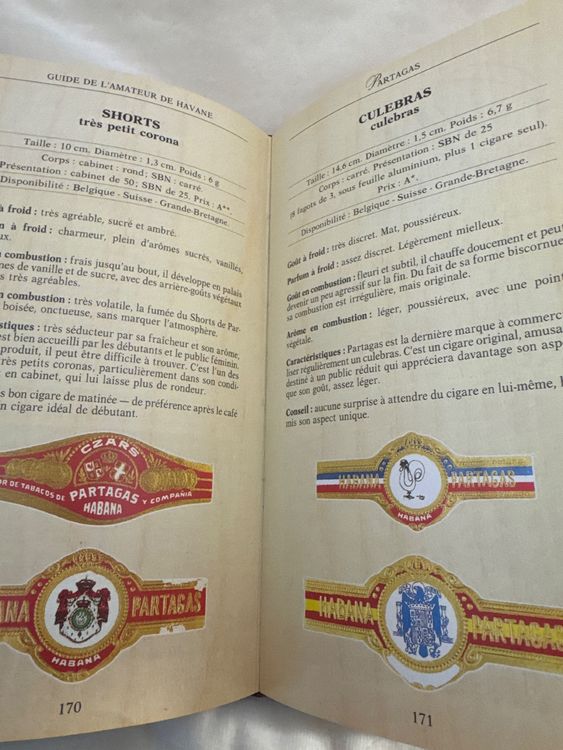 GUIDE DE L'AMATEUR DE HAVANE
SHORTS
très petit corona
Taille : 10 cm. Diamètre : 1,3 cm. Poids : 6 g
Corps : cabinet : rond ; SBN : carré.
Présentation : cabinet de 50 ; SBN de 25. Prix : A**
Disponibilité : Belgique - Suisse - Grande-Bretagne.
à froid : très agréable, sucré et ambré.
à froid : charmeur, plein d'arômes sucrés, vanillés,
en combustion : frais jusqu'au bout, il développe en palais
de vanille et de sucre, avec des arrière-goûts végétaux
très agréables.
en combustion : très volatile, la fumée du Shorts de Par-
boisée, onctueuse, sans marquer l'atmosphère.
: très séducteur par sa fraîcheur et son arôme,
est bien accueilli par les débutants et le public féminin.
produit, il peut être difficile à trouver. C'est l'un des
très petits coronas, particulièrement dans son condi-
en cabinet, qui lui laisse plus de rondeur.
bon cigare de matinée — de préférence après le café
cigare idéal de débutant.
CZARS
DE TABACOS DE PARTAGAS Y COMPAÑIA
HABANA
PARTAGAS
HABANA
170
PARTAGAS
CULEBRAS
culebras
Taille : 14,6 cm. Diamètre : 1,5 cm. Poids : 6,7 g
Corps : carré. Présentation : SBN de 25
(8 fagots de 3, sous feuille aluminium, plus 1 cigare seul).
Prix : A*
Disponibilité : Belgique - Suisse - Grande-Bretagne.
Goût à froid : très discret. Mat, poussiéreux.
Parfum à froid : assez discret. Légèrement mielleux.
Goût en combustion : fleuri et subtil, il chauffe doucement et peut
devenir un peu agressif sur la fin. Du fait de sa forme biscornue
sa combustion est irrégulière, mais originale.
Arôme en combustion : léger, poussiéreux, avec une pointe
végétale.
Caractéristiques : Partagas est la dernière marque à commerc
liser régulièrement un culebras. C'est un cigare original, amusa
destiné à un public réduit qui appréciera davantage son asp
que son goût, assez léger.
Conseil : aucune surprise à attendre du cigare en lui-même, h
mis son aspect unique.
HABANA PARTAGAS
HABANA
HABANA PARTAGAS
HABANA
171